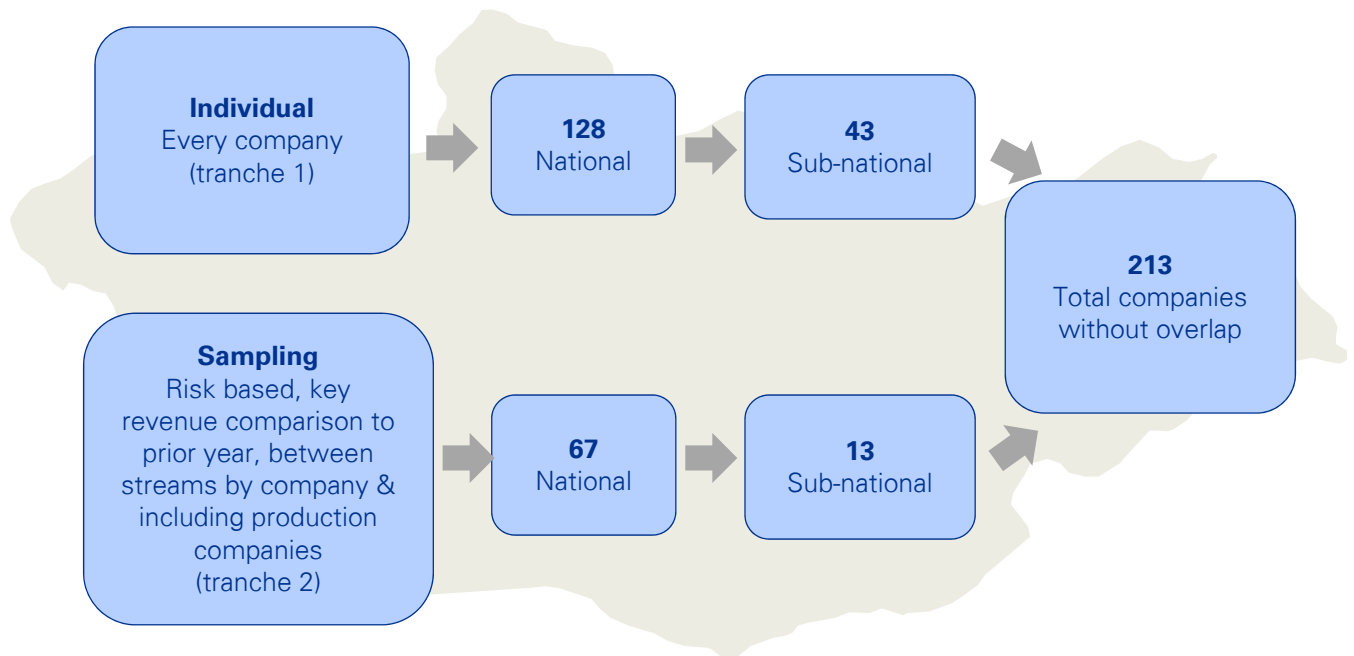 Individual
Every company
(tranche 1)
128
National
43
Sub-national
213
Total companies
without overlap
Sampling
Risk based, key
revenue comparison to
prior year, between
streams by company &
including production
companies
(tranche 2)
67
National
13
Sub-national